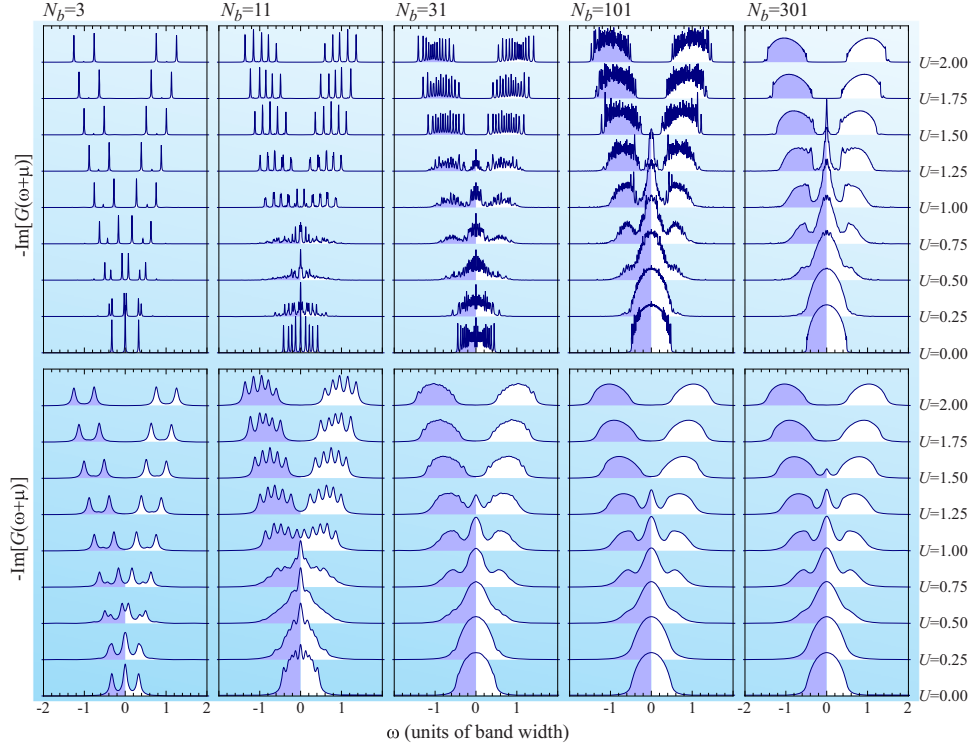 N_b=3 N_b=11 N_b=31 N_b=101 N_b=301
-Im[G(ω+μ)]
U=2.00
U=1.75
U=1.50
U=1.25
U=1.00
U=0.75
U=0.50
U=0.25
U=0.00
-Im[G(ω+μ)]
U=2.00
U=1.75
U=1.50
U=1.25
U=1.00
U=0.75
U=0.50
U=0.25
U=0.00
-2 -1 0 1 2 -1 0 1 -1 0 1 -1 0 1 -2 -1 0 1 2
ω (units of band width)